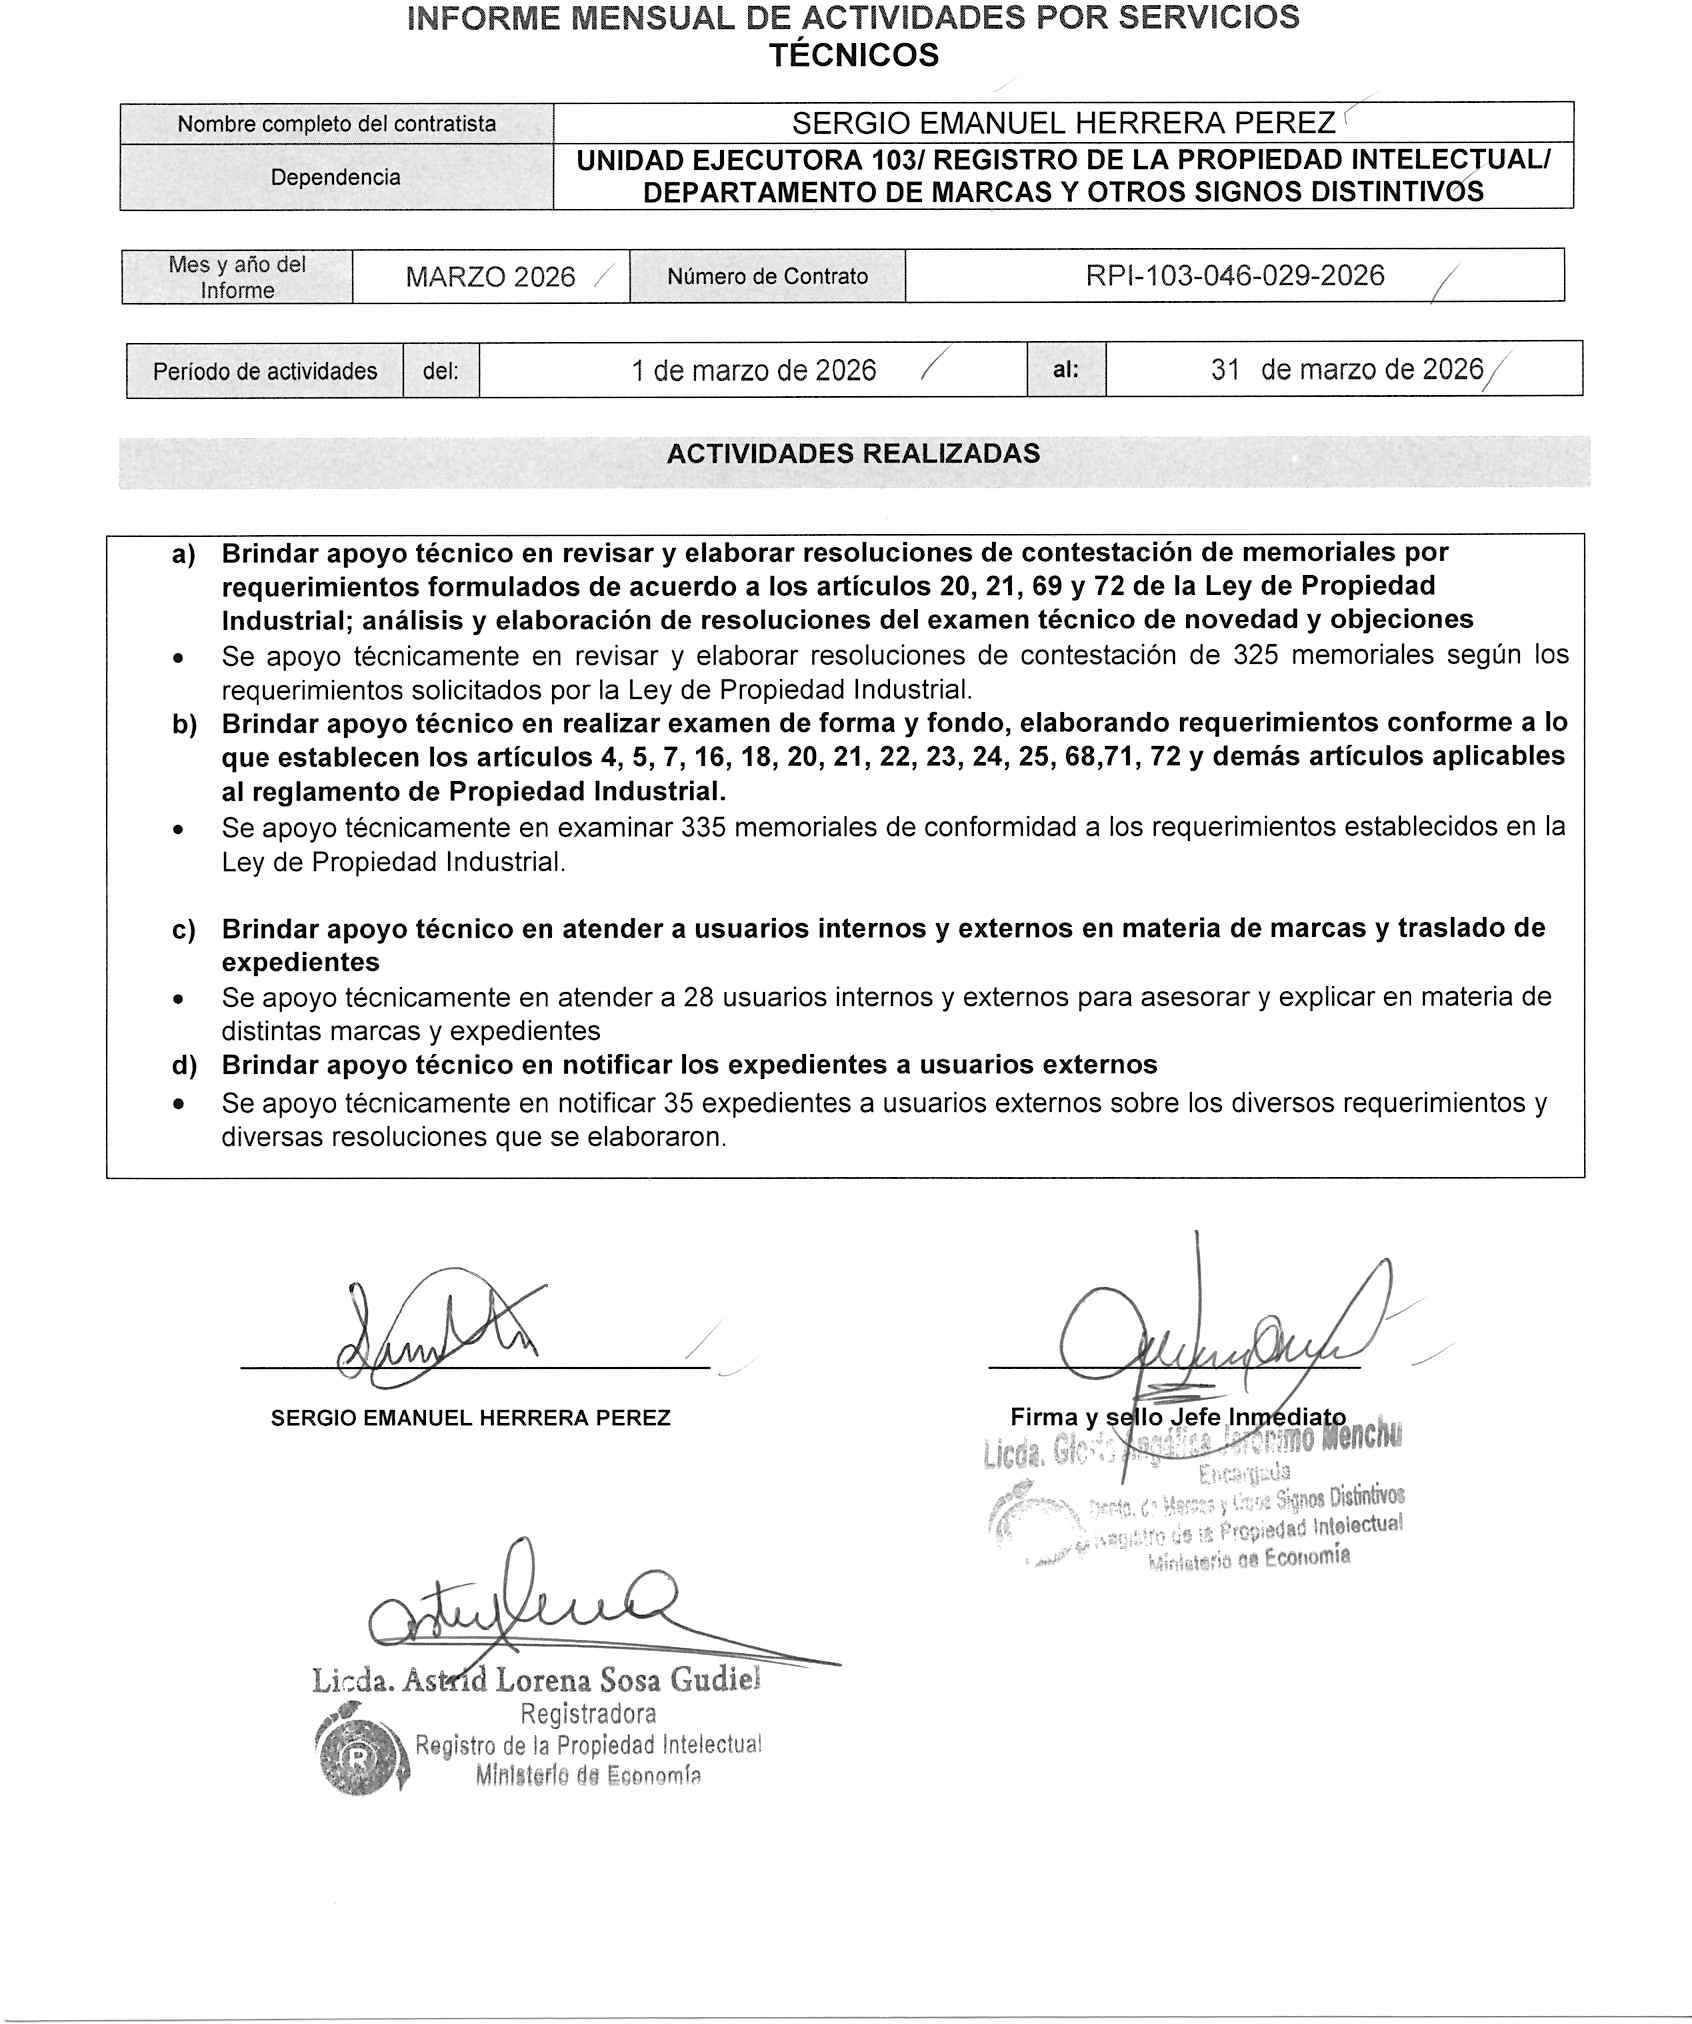 INFORME MENSUAL DE ACTIVIDADES POR SERVICIOS
TÉCNICOS
Nombre completo del contratista
SERGIO EMANUEL HERRERA PEREZ
Dependencia
UNIDAD EJECUTORA 103/ REGISTRO DE LA PROPIEDAD INTELECTUAL/
DEPARTAMENTO DE MARCAS Y OTROS SIGNOS DISTINTIVOS
Mes y año del
Informe
MARZO 2026
Número de Contrato
RPI-103-046-029-2026
Período de actividades
del:
1 de marzo de 2026
al:
31 de marzo de 2026
ACTIVIDADES REALIZADAS
a) Brindar apoyo técnico en revisar y elaborar resoluciones de contestación de memoriales por
requerimientos formulados de acuerdo a los artículos 20, 21, 69 y 72 de la Ley de Propiedad
Industrial; análisis y elaboración de resoluciones del examen técnico de novedad y objeciones
• Se apoyo técnicamente en revisar y elaborar resoluciones de contestación de 325 memoriales según los
requerimientos solicitados por la Ley de Propiedad Industrial.
b) Brindar apoyo técnico en realizar examen de forma y fondo, elaborando requerimientos conforme a lo
que establecen los artículos 4, 5, 7, 16, 18, 20, 21, 22, 23, 24, 25, 68,71, 72 y demás artículos aplicables
al reglamento de Propiedad Industrial.
• Se apoyo técnicamente en examinar 335 memoriales de conformidad a los requerimientos establecidos en la
Ley de Propiedad Industrial.
c) Brindar apoyo técnico en atender a usuarios internos y externos en materia de marcas y traslado de
expedientes
• Se apoyo técnicamente en atender a 28 usuarios internos y externos para asesorar y explicar en materia de
distintas marcas y expedientes
d) Brindar apoyo técnico en notificar los expedientes a usuarios externos
• Se apoyo técnicamente en notificar 35 expedientes a usuarios externos sobre los diversos requerimientos y
diversas resoluciones que se elaboraron.
SERGIO EMANUEL HERRERA PEREZ
Firma y sello Jefe Inmediato
Licda. Angélica Jerónimo Menchu
Encargada
Depto. de Marcas y Otros Signos Distintivos
Registro de la Propiedad Intelectual
Ministerio de Economía
Licda. Astrid Lorena Sosa Gudiel
Registradora
Registro de la Propiedad Intelectual
Ministerio de Economía
R